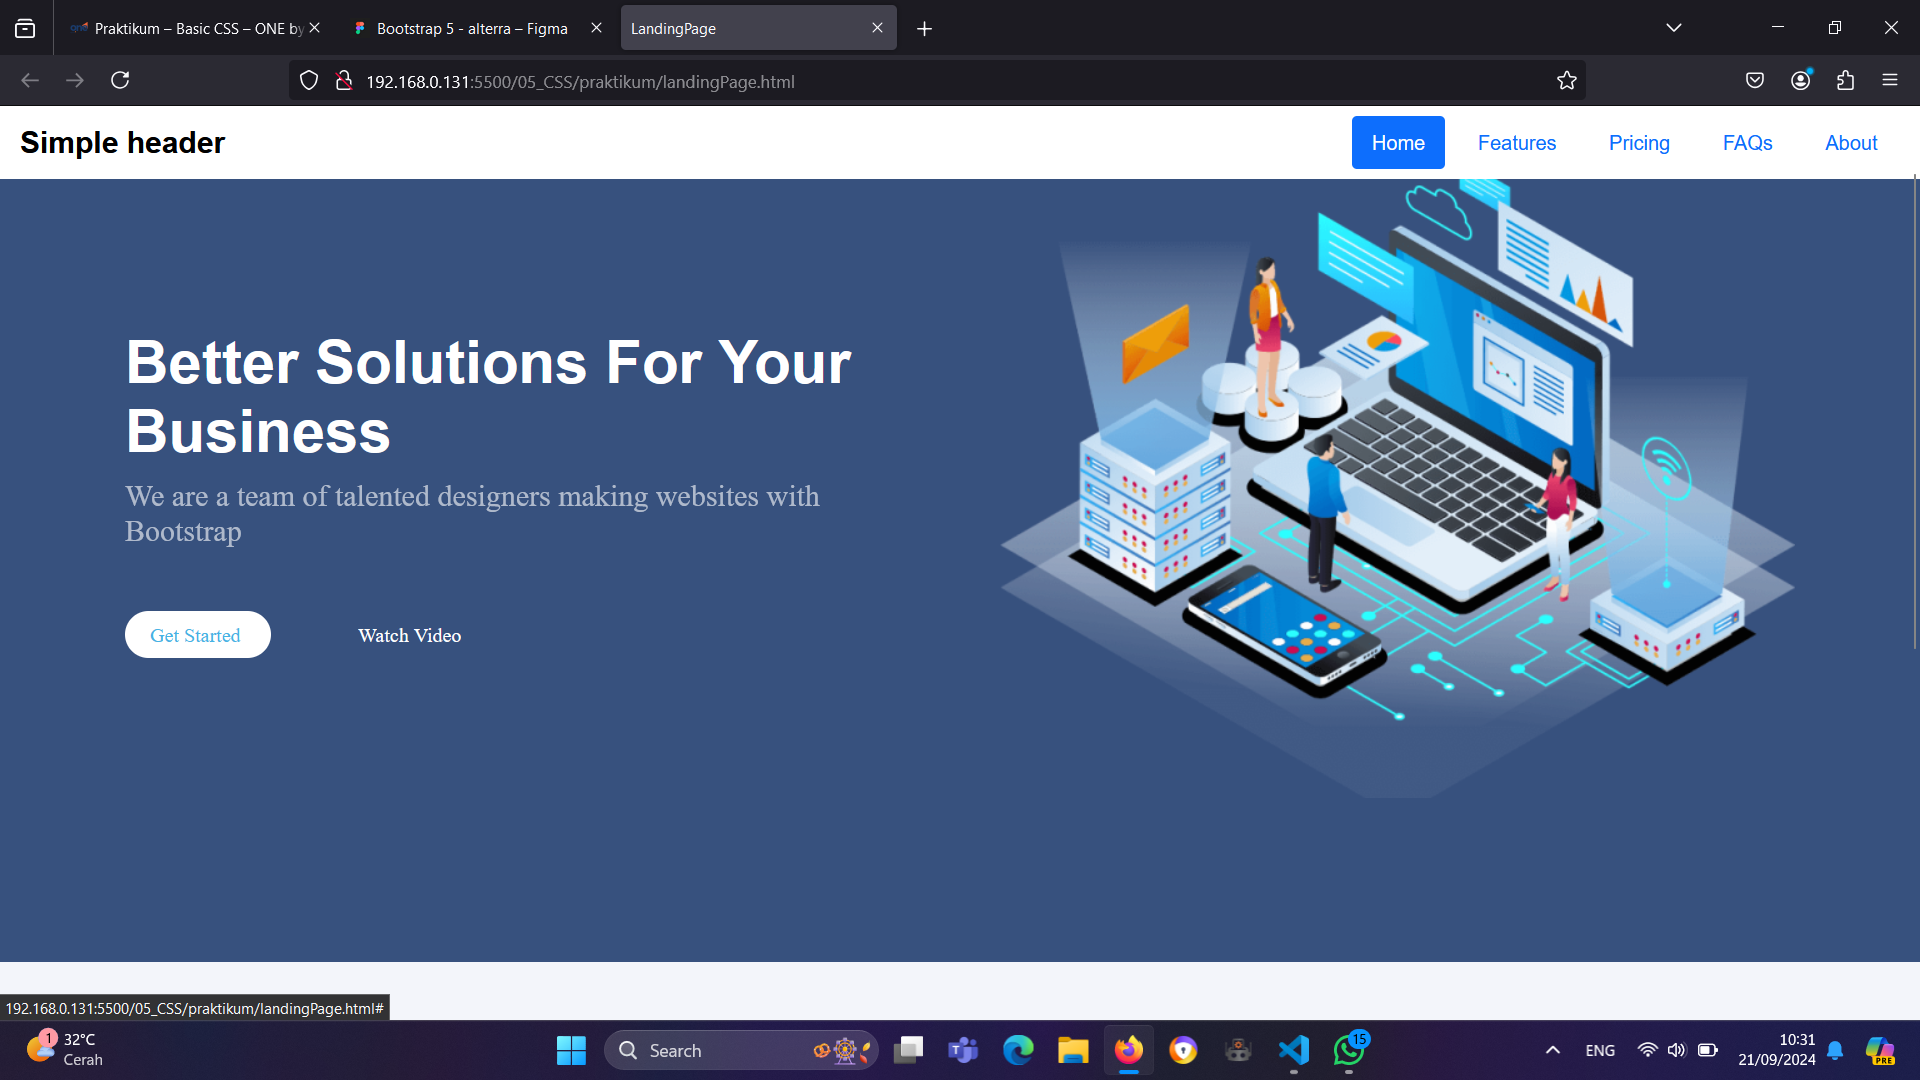 Praktikum – Basic CSS – ONE by
Bootstrap 5 - alterra – Figma
LandingPage
192.168.0.131:5500/05_CSS/praktikum/landingPage.html
Simple header
Home
Features
Pricing
FAQs
About
Better Solutions For Your
Business
We are a team of talented designers making websites with
Bootstrap
Get Started
Watch Video
192.168.0.131:5500/05_CSS/praktikum/landingPage.html#
1
32°C
Cerah
Search
15
ENG
10:31
21/09/2024
PRE